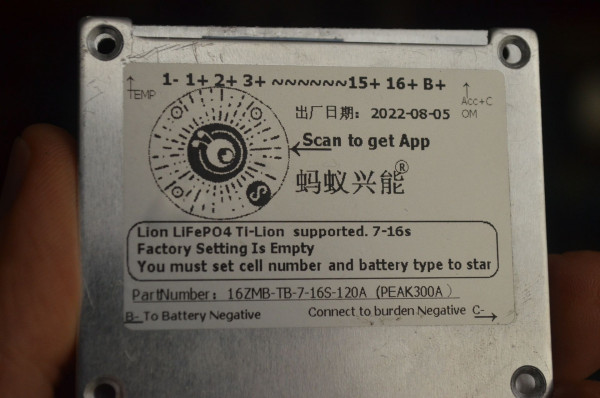 1- 1+ 2+ 3+ ~~~~~~15+ 16+ B+
TEMP
Acc+C
OM
出厂日期：2022-08-05
Scan to get App
蚂蚁兴能®
Lion LiFePO4 Ti-Lion supported. 7-16s
Factory Setting Is Empty
You must set cell number and battery type to star
PartNumber：16ZMB-TB-7-16S-120A (PEAK300A）
B- To Battery Negative
Connect to burden Negative C-